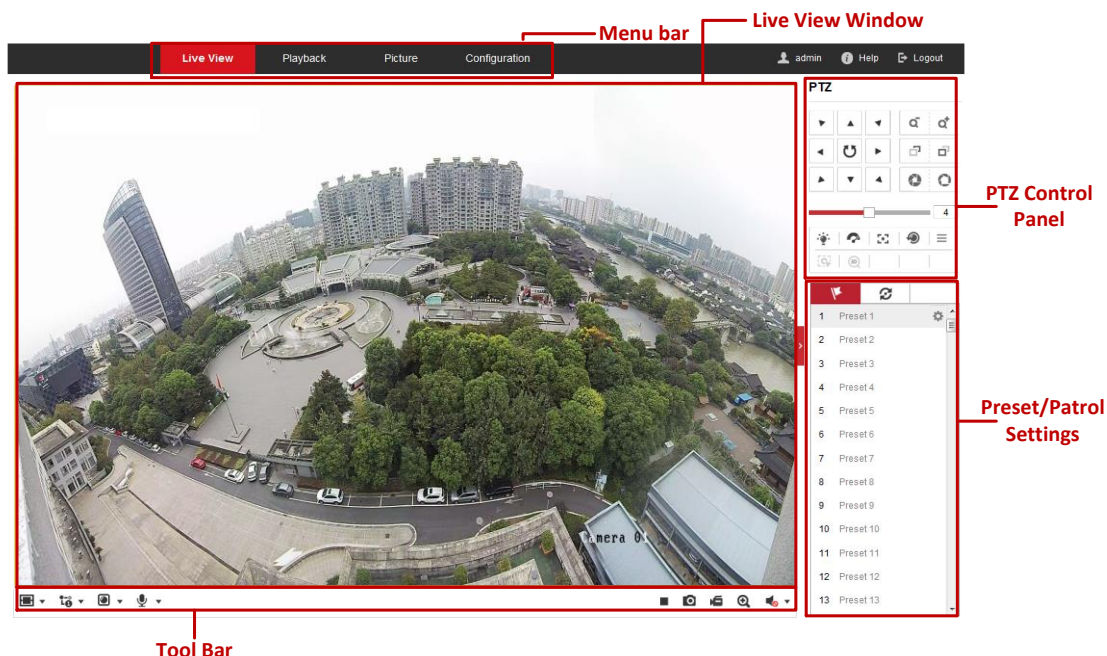 Live View Window
Menu bar
Live View Playback Picture Configuration admin Help Logout
PTZ
4
PTZ Control
Panel
1 Preset 1
2 Preset 2
3 Preset 3
4 Preset 4
5 Preset 5
6 Preset 6
7 Preset 7
8 Preset 8
9 Preset 9
10 Preset 10
11 Preset 11
12 Preset 12
13 Preset 13
Preset/Patrol
Settings
mera 0
Tool Bar